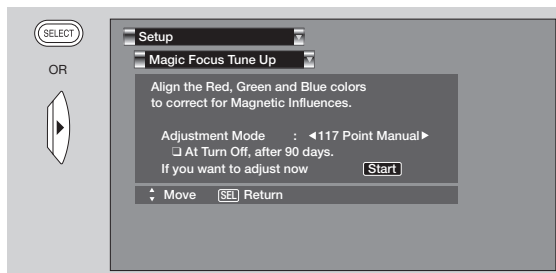 SELECT
OR
Setup
Magic Focus Tune Up
Align the Red, Green and Blue colors
to correct for Magnetic Influences.
Adjustment Mode : ◄117 Point Manual►
❏ At Turn Off, after 90 days.
If you want to adjust now Start
Move SEL Return